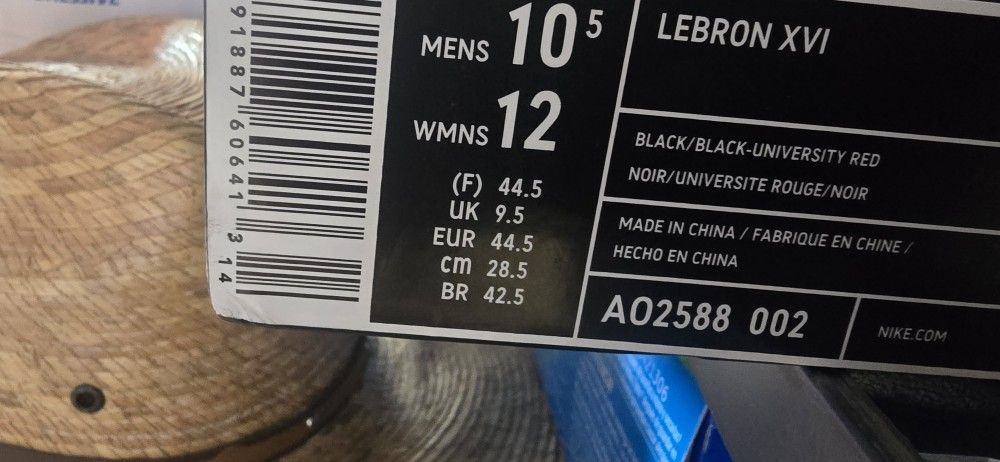 91887 60641 3 14
MENS 10 5
WMNS 12
(F) 44.5
UK 9.5
EUR 44.5
cm 28.5
BR 42.5
LEBRON XVI
BLACK/BLACK-UNIVERSITY RED
NOIR/UNIVERSITE ROUGE/NOIR
MADE IN CHINA / FABRIQUE EN CHINE /
HECHO EN CHINA
AO2588 002
NIKE.COM